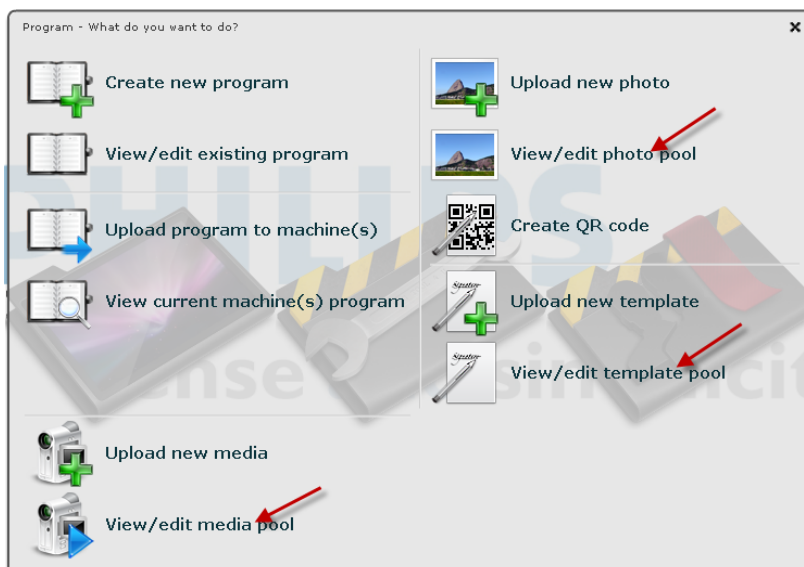 Program - What do you want to do?
Create new program
View/edit existing program
Upload program to machine(s)
View current machine(s) program
Upload new media
View/edit media pool
Upload new photo
View/edit photo pool
Create QR code
Upload new template
View/edit template pool
PHILIPS